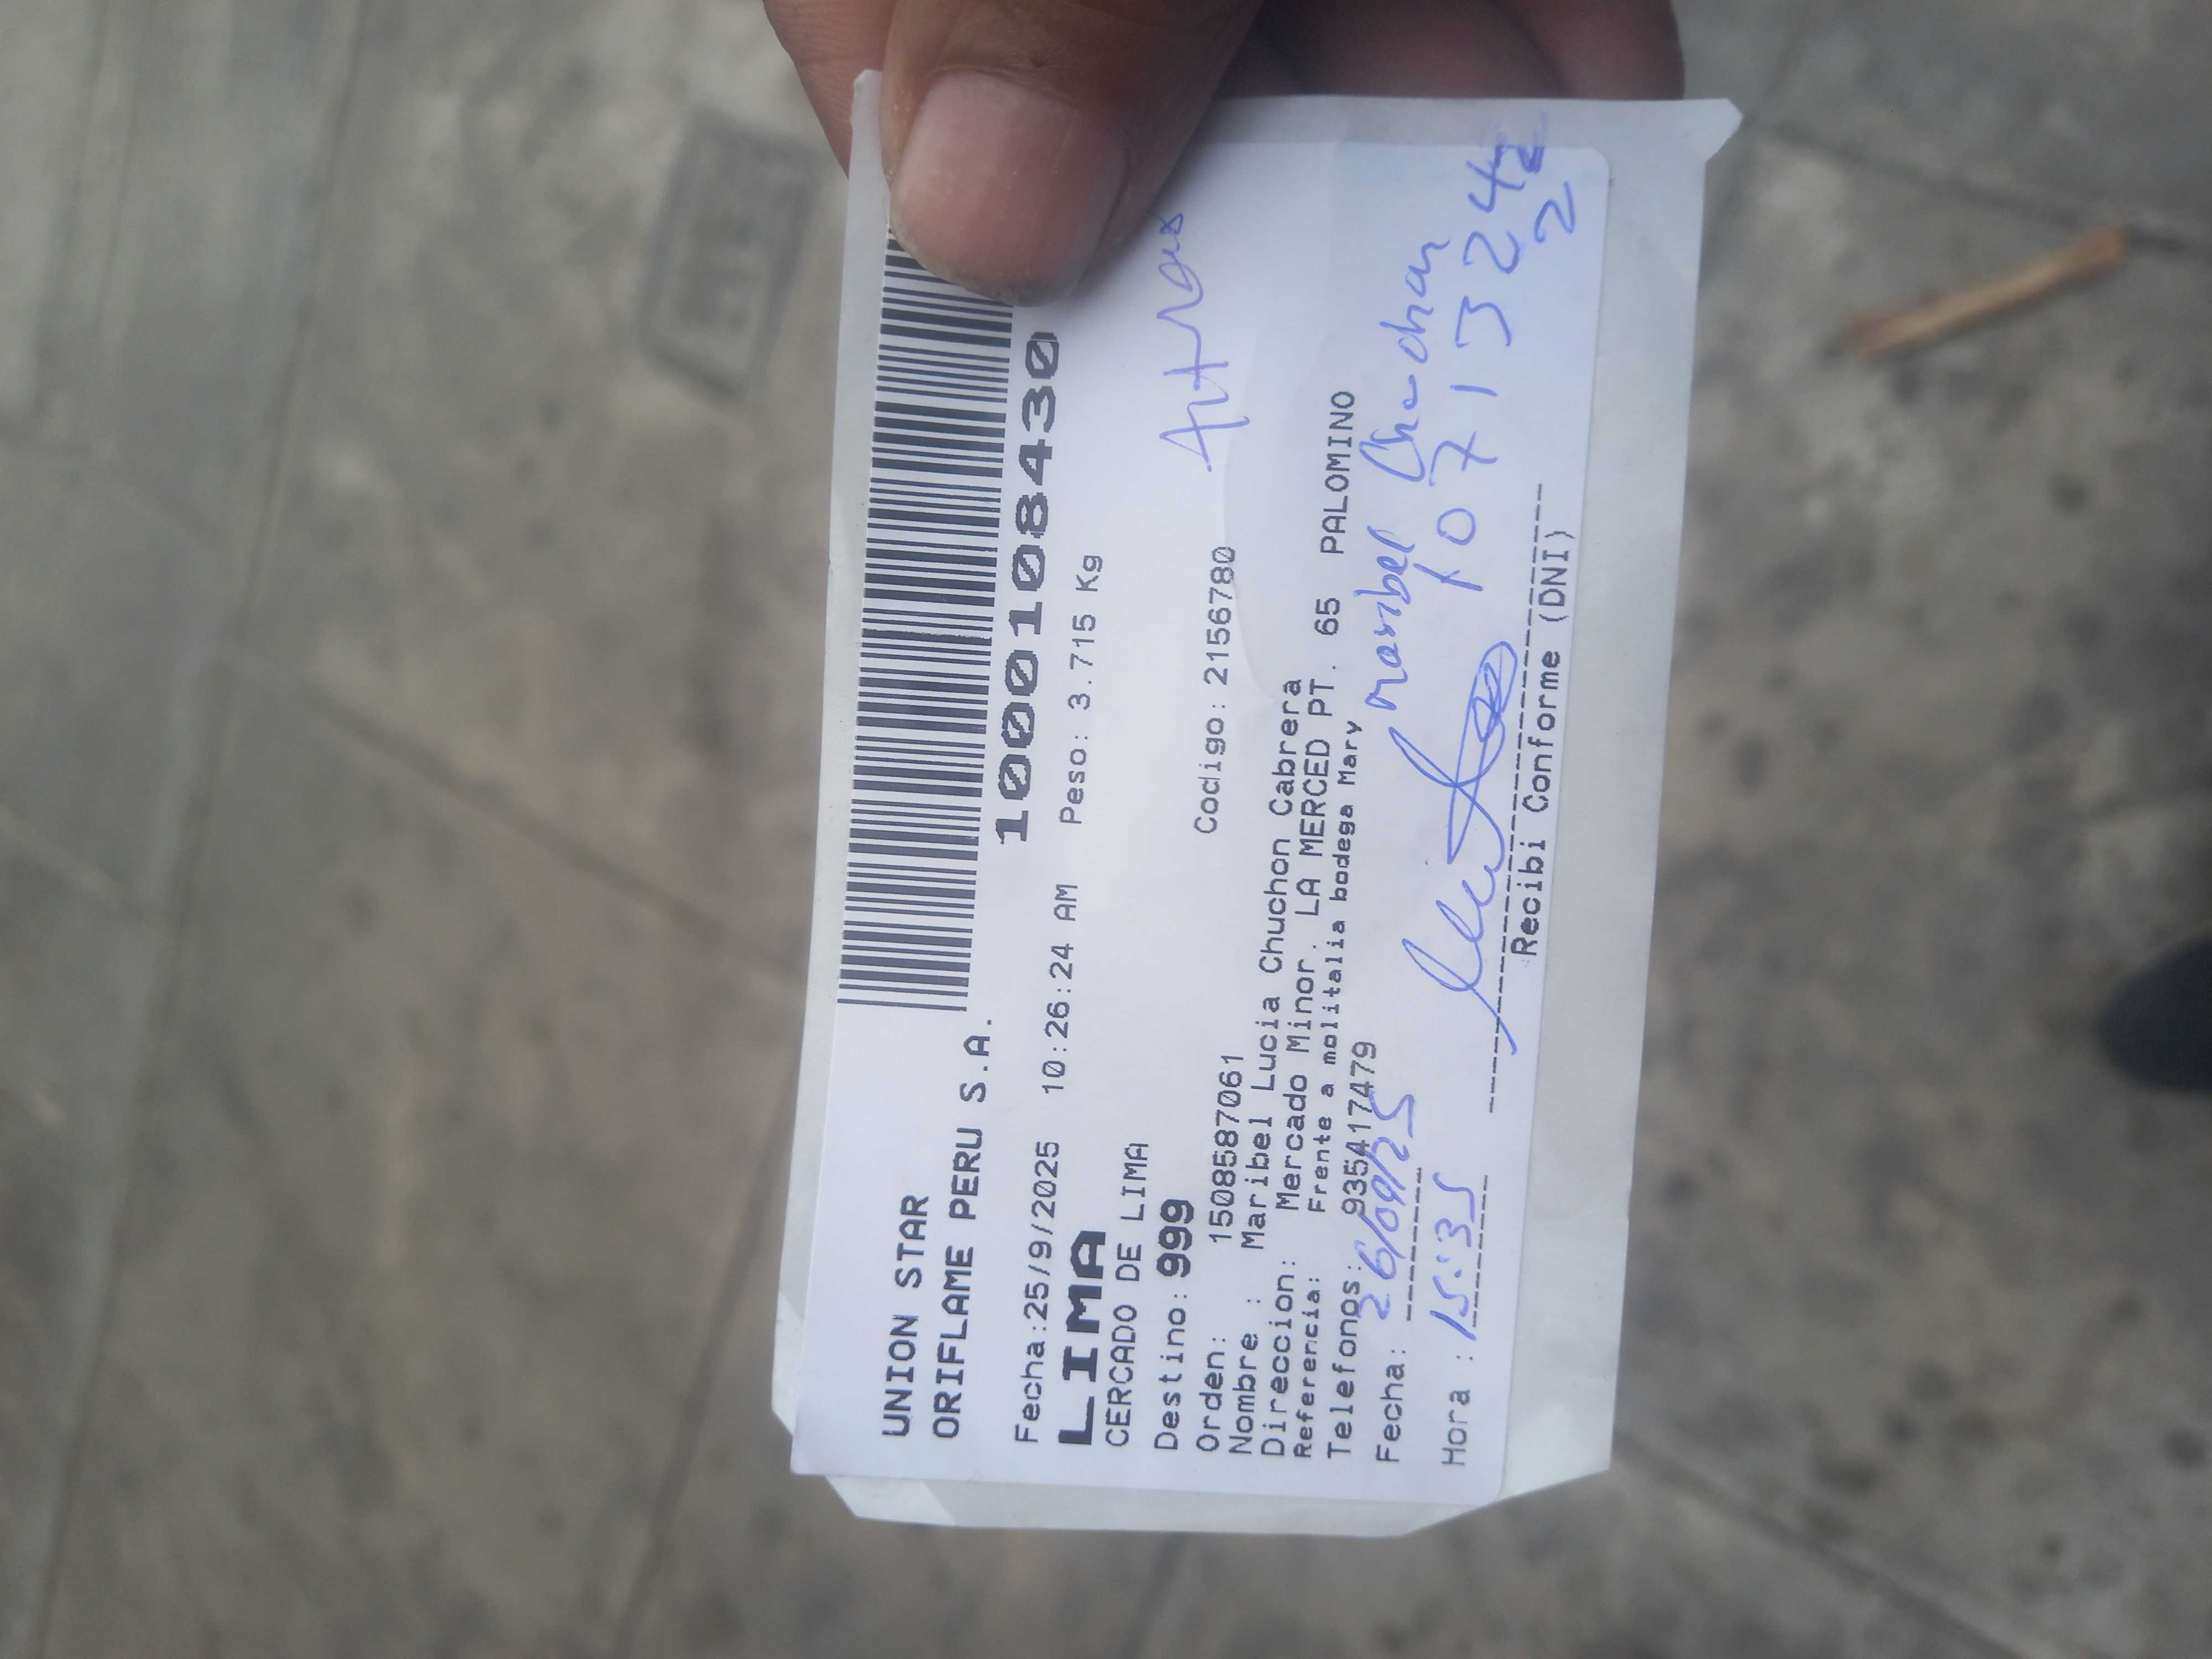 UNION STAR
ORIFLAME PERU S.A.
1000108430
Fecha:25/9/2025 10:26:24 AM Peso: 3.715 Kg
LIMA
CERCADO DE LIMA
Destino: 999
Orden: 1508587061 Codigo: 2156780
Nombre : Maribel Lucia Chuchon Cabrera
Direccion: Mercado Minor. LA MERCED PT. 65 PALOMINO
Referencia: Frente a molitalia bodega Mary
Telefonos: 935417479
maribel
Fecha: 26/09/25
Hora : 15:35
Recibi Conforme (DNI)